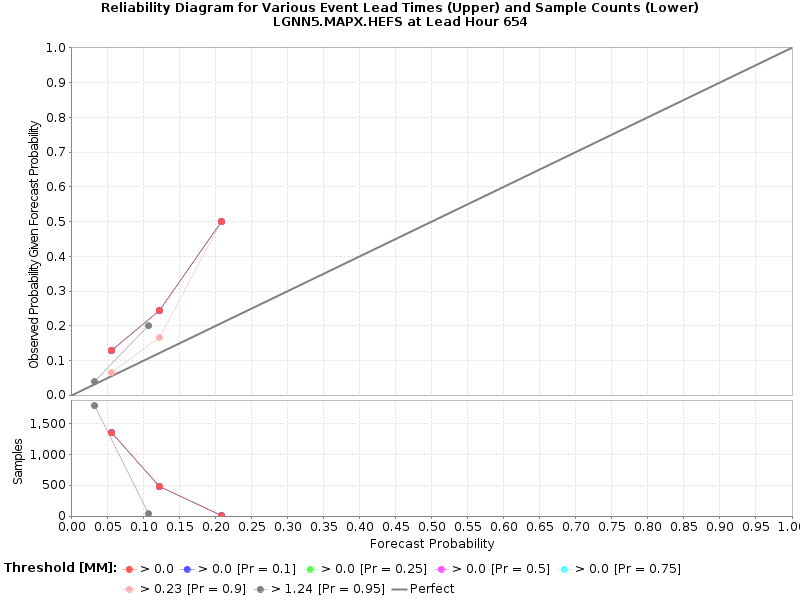 Reliability Diagram for Various Event Lead Times (Upper) and Sample Counts (Lower)
LGNN5.MAPX.HEFS at Lead Hour 654
Observed Probability Given Forecast Probability
1.0
0.9
0.8
0.7
0.6
0.5
0.4
0.3
0.2
0.1
0.0
Samples
1,500
1,000
500
0
0.00 0.05 0.10 0.15 0.20 0.25 0.30 0.35 0.40 0.45 0.50 0.55 0.60 0.65 0.70 0.75 0.80 0.85 0.90 0.95 1.0
Forecast Probability
Threshold [MM]: > 0.0 > 0.0 [Pr = 0.1] > 0.0 [Pr = 0.25] > 0.0 [Pr = 0.5] > 0.0 [Pr = 0.75]
> 0.23 [Pr = 0.9] > 1.24 [Pr = 0.95] Perfect